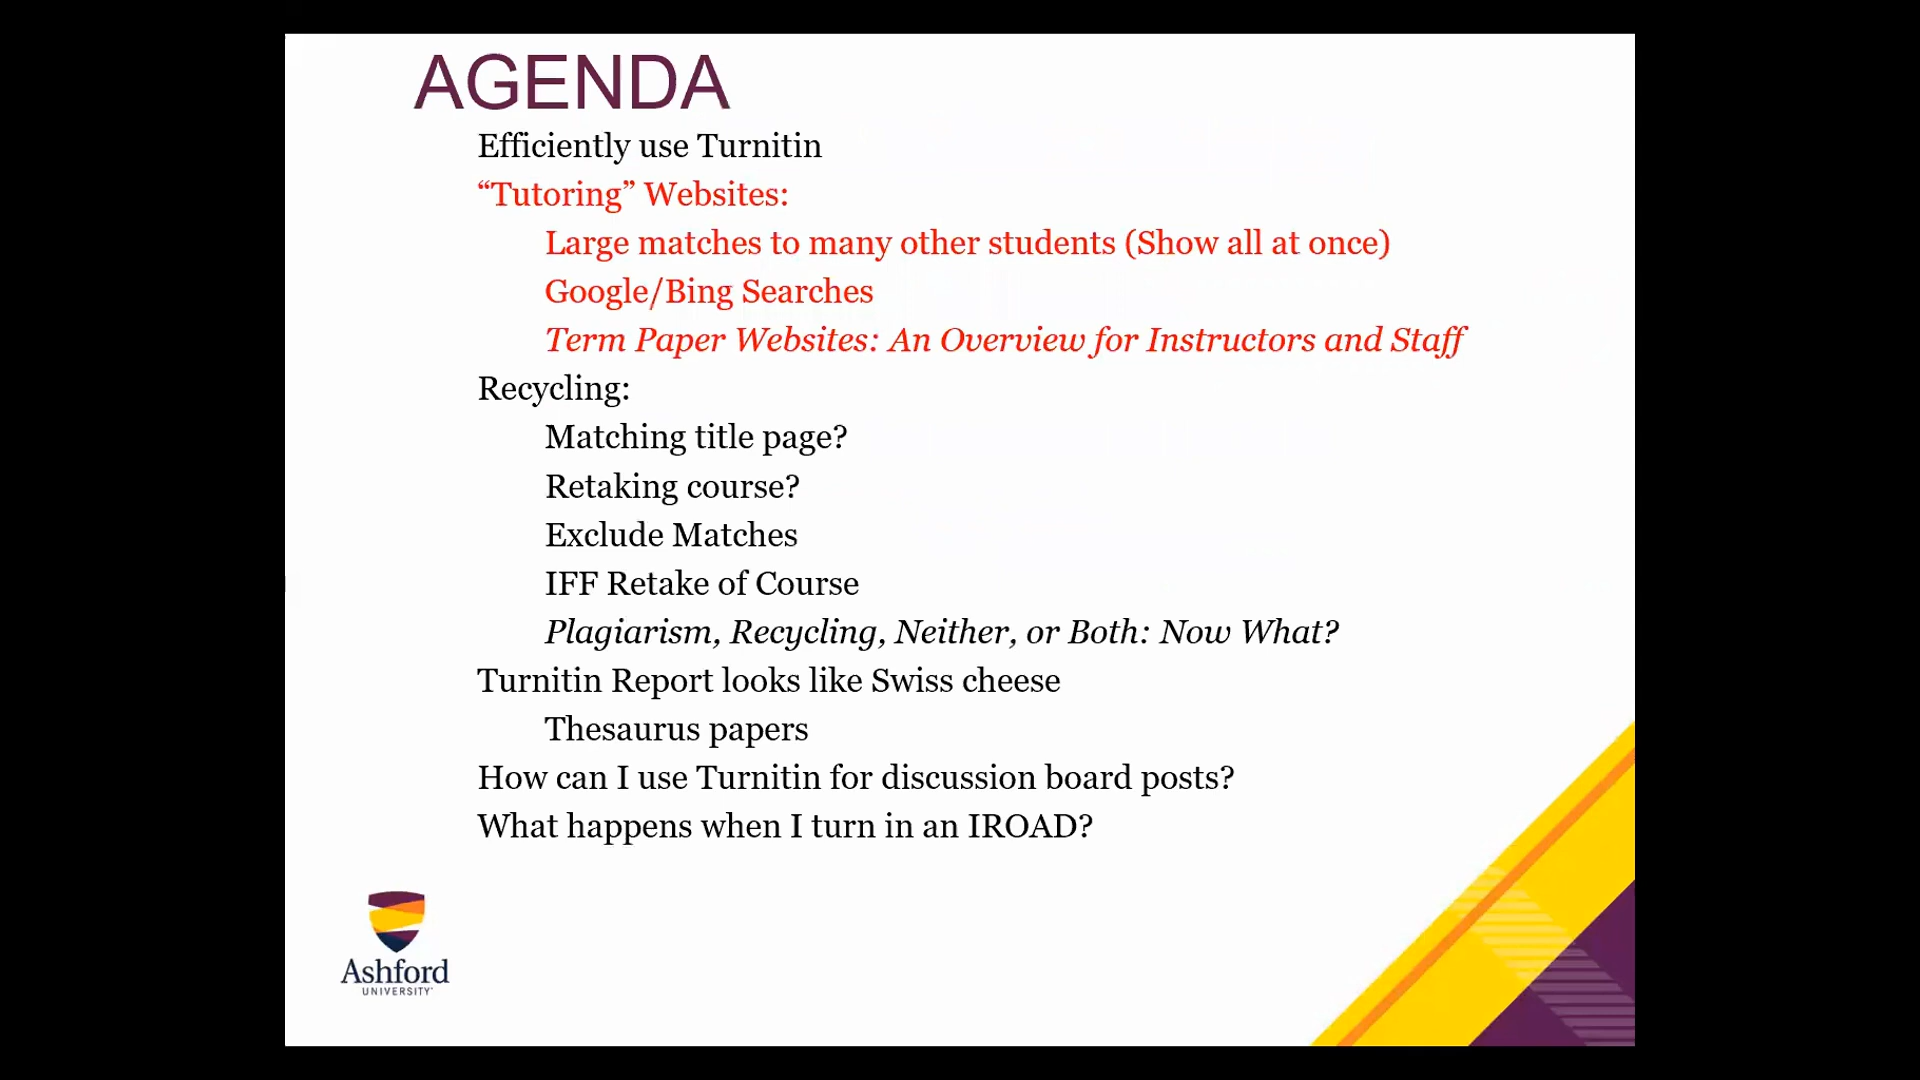 AGENDA
Efficiently use Turnitin
“Tutoring” Websites:
Large matches to many other students (Show all at once)
Google/Bing Searches
Term Paper Websites: An Overview for Instructors and Staff
Recycling:
Matching title page?
Retaking course?
Exclude Matches
IFF Retake of Course
Plagiarism, Recycling, Neither, or Both: Now What?
Turnitin Report looks like Swiss cheese
Thesaurus papers
How can I use Turnitin for discussion board posts?
What happens when I turn in an IROAD?
Ashford
UNIVERSITY